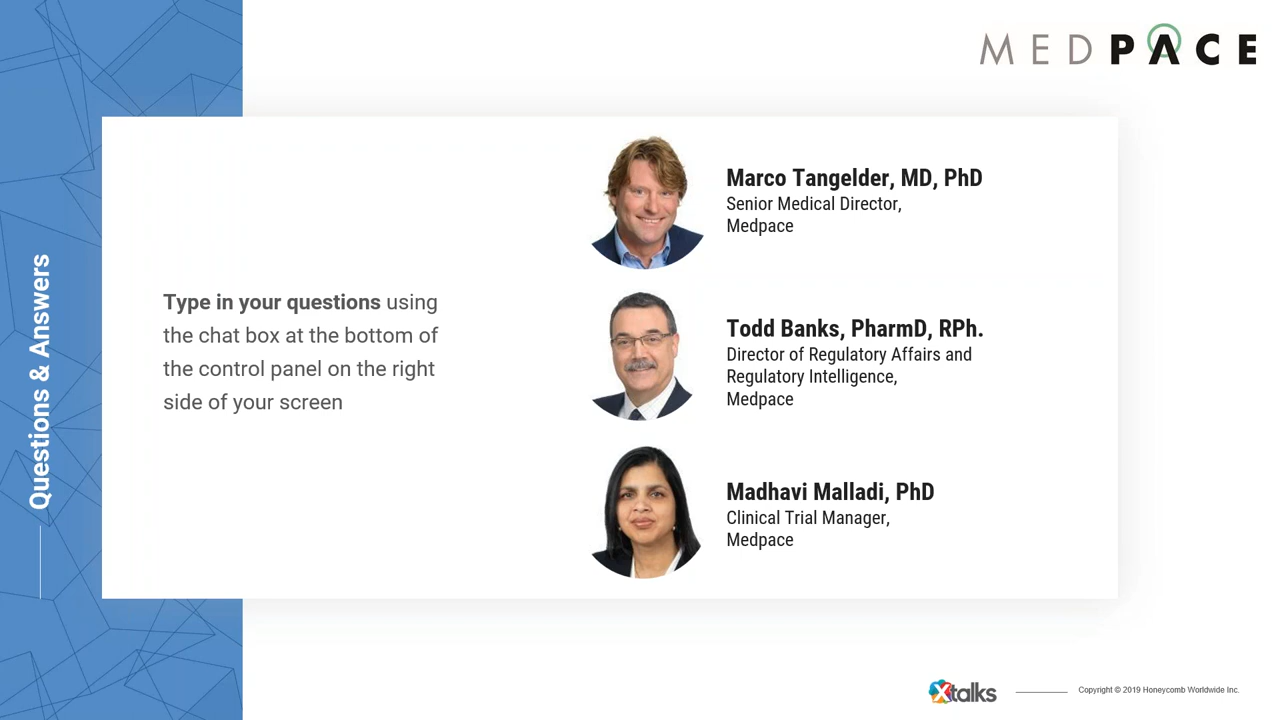 MEDPACE
Questions & Answers
Type in your questions using
the chat box at the bottom of
the control panel on the right
side of your screen
Marco Tangelder, MD, PhD
Senior Medical Director,
Medpace
Todd Banks, PharmD, RPh.
Director of Regulatory Affairs and
Regulatory Intelligence,
Medpace
Madhavi Malladi, PhD
Clinical Trial Manager,
Medpace
Xtalks
Copyright © 2019 Honeycomb Worldwide Inc.